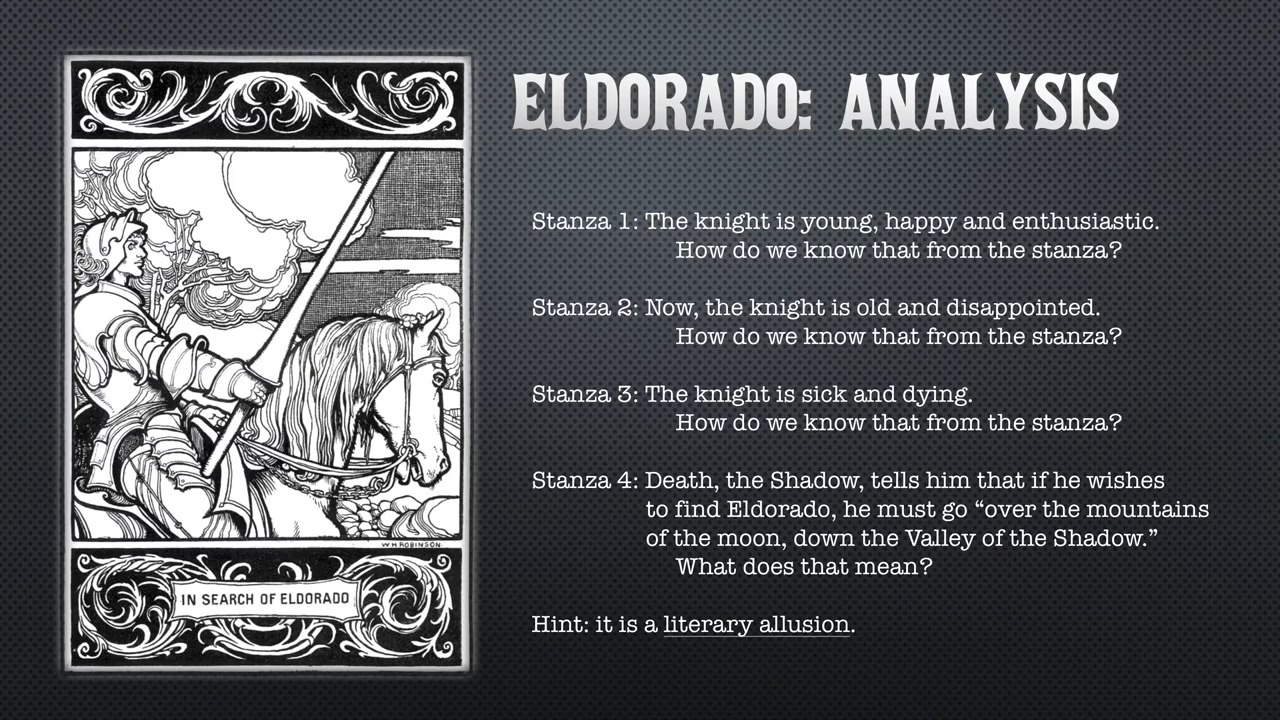 ELDORADO: ANALYSIS
Stanza 1: The knight is young, happy and enthusiastic.
How do we know that from the stanza?
Stanza 2: Now, the knight is old and disappointed.
How do we know that from the stanza?
Stanza 3: The knight is sick and dying.
How do we know that from the stanza?
Stanza 4: Death, the Shadow, tells him that if he wishes
to find Eldorado, he must go “over the mountains
of the moon, down the Valley of the Shadow.”
What does that mean?
Hint: it is a literary allusion.
W.H.ROBINSON.
IN SEARCH OF ELDORADO